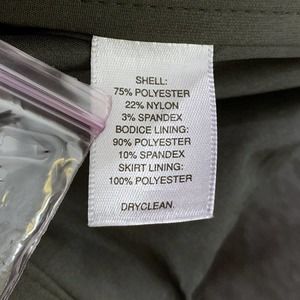 SHELL:
75% POLYESTER
22% NYLON
3% SPANDEX
BODICE LINING:
90% POLYESTER
10% SPANDEX
SKIRT LINING:
100% POLYESTER
DRYCLEAN.